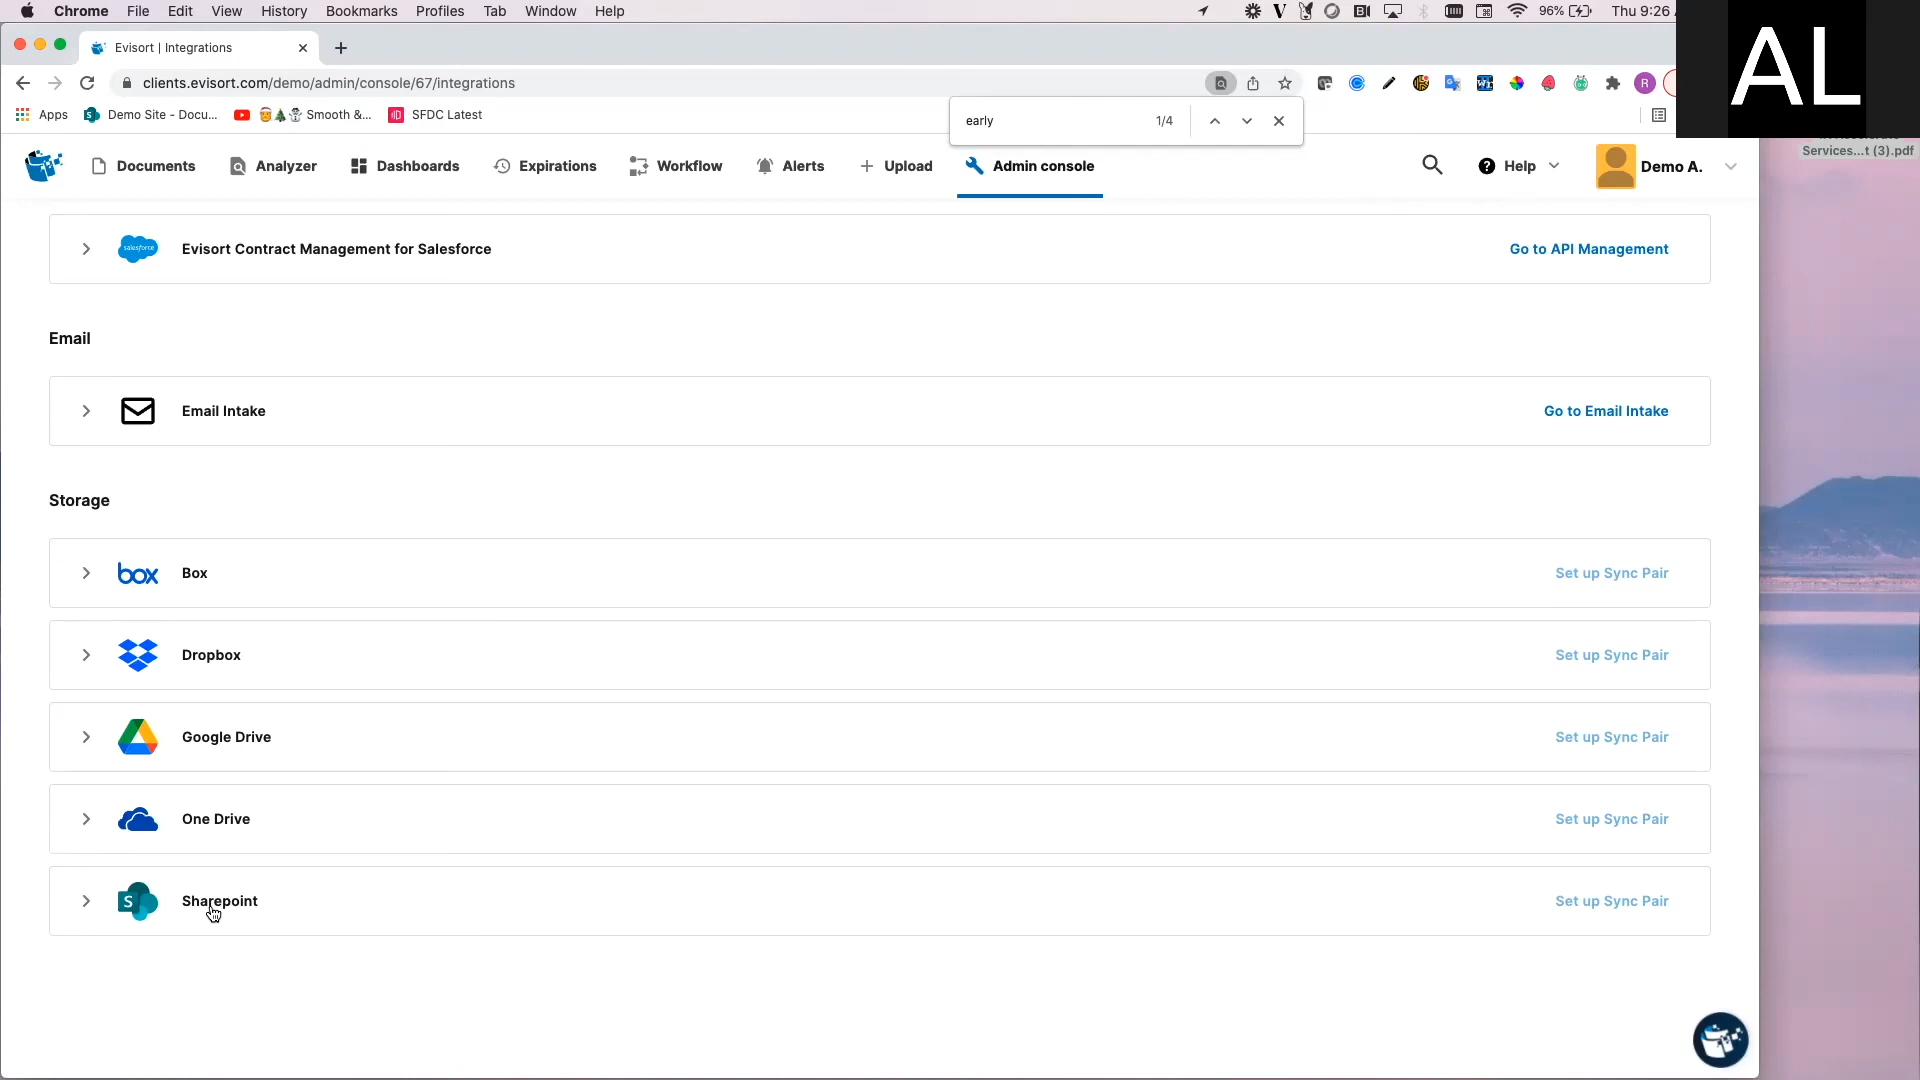 Chrome File Edit View History Bookmarks Profiles Tab Window Help
96% Thu 9:26
Evisort | Integrations
clients.evisort.com/demo/admin/console/67/integrations
Apps Demo Site - Docu... Smooth &... SFDC Latest
early 1/4
AL
Services...t (3).pdf
Documents Analyzer Dashboards Expirations Workflow Alerts Upload Admin console Help Demo A.
salesforce Evisort Contract Management for Salesforce Go to API Management
Email
Email Intake Go to Email Intake
Storage
box Box Set up Sync Pair
Dropbox Set up Sync Pair
Google Drive Set up Sync Pair
One Drive Set up Sync Pair
S Sharepoint Set up Sync Pair